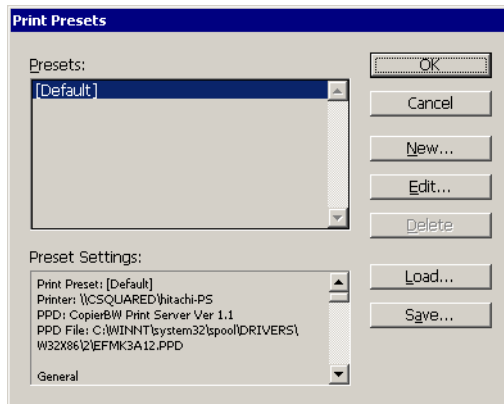 Print Presets
Presets:
[Default]
OK
Cancel
New...
Edit...
Delete
Load...
Save...
Preset Settings:
Print Preset: [Default]
Printer: \\CSQUARED\hitachi-PS
PPD: CopierBW Print Server Ver 1.1
PPD File: C:\WINNT\system32\spool\DRIVERS\
W32X86\2\EFMK3A12.PPD
General